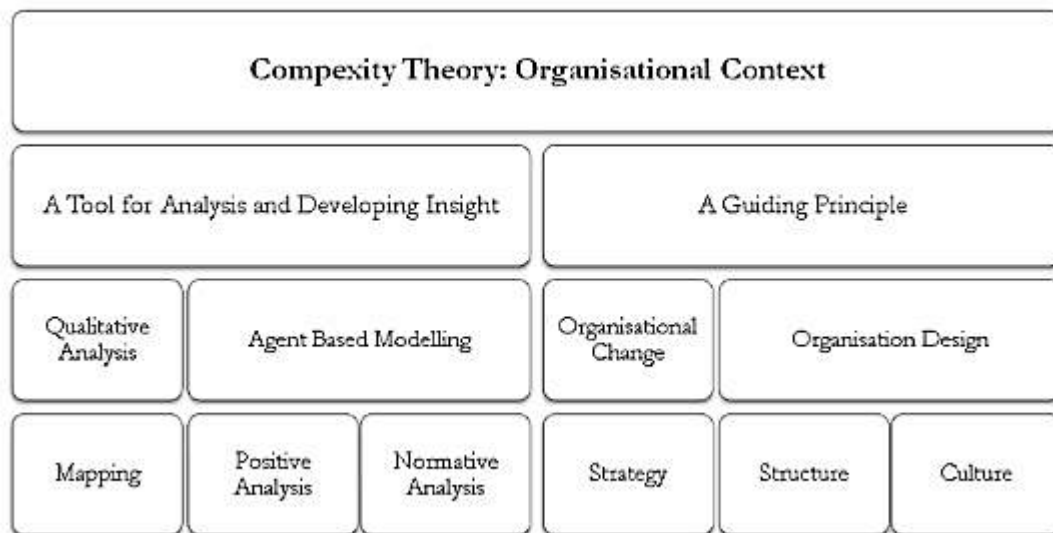 Compexity Theory: Organisational Context
A Tool for Analysis and Developing Insight
A Guiding Principle
Qualitative
Analysis
Agent Based Modelling
Organisational
Change
Organisation Design
Mapping
Positive
Analysis
Normative
Analysis
Strategy
Structure
Culture